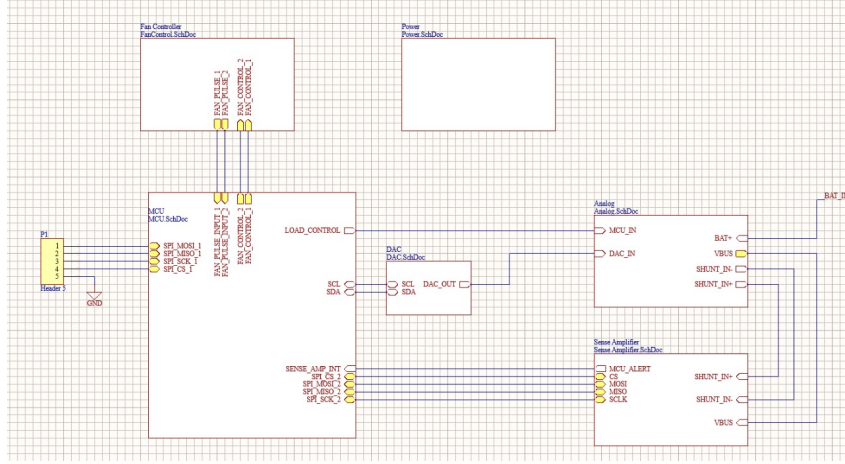 Fan Controller
FanControl.SchDoc
FAN_PULSE_1
FAN_PULSE_2
FAN_CONTROL_2
FAN_CONTROL_1
Power
Power.SchDoc
MCU
MCU.SchDoc
FAN_PULSE_INPUT_1
FAN_PULSE_INPUT_2
FAN_CONTROL_2
FAN_CONTROL_1
P1
1
2
3
4
5
Header 5
GND
SPI_MOSI_1
SPI_MISO_1
SPI_SCK_1
SPI_CS_1
LOAD_CONTROL
SCL
SDA
SENSE_AMP_INT
SPI_CS_2
SPI_MOSI_2
SPI_MISO_2
SPI_SCK_2
DAC
DAC.SchDoc
SCL
SDA
DAC_OUT
Analog
Analog.SchDoc
MCU_IN
DAC_IN
BAT+
VBUS
SHUNT_IN-
SHUNT_IN+
Sense Amplifier
Sense Amplifier.SchDoc
MCU_ALERT
CS
MOSI
MISO
SCLK
SHUNT_IN+
SHUNT_IN-
VBUS